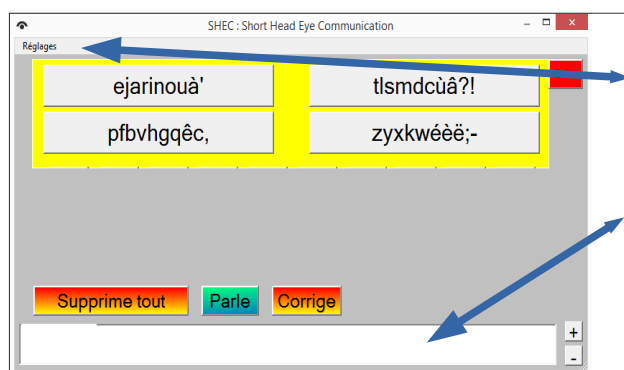 SHEC : Short Head Eye Communication
Réglages
ejarinouà'
tlsmdcùâ?!
pfbvhgqêc,
zyxkwéèë;-
Supprime tout
Parle
Corrige
+
-